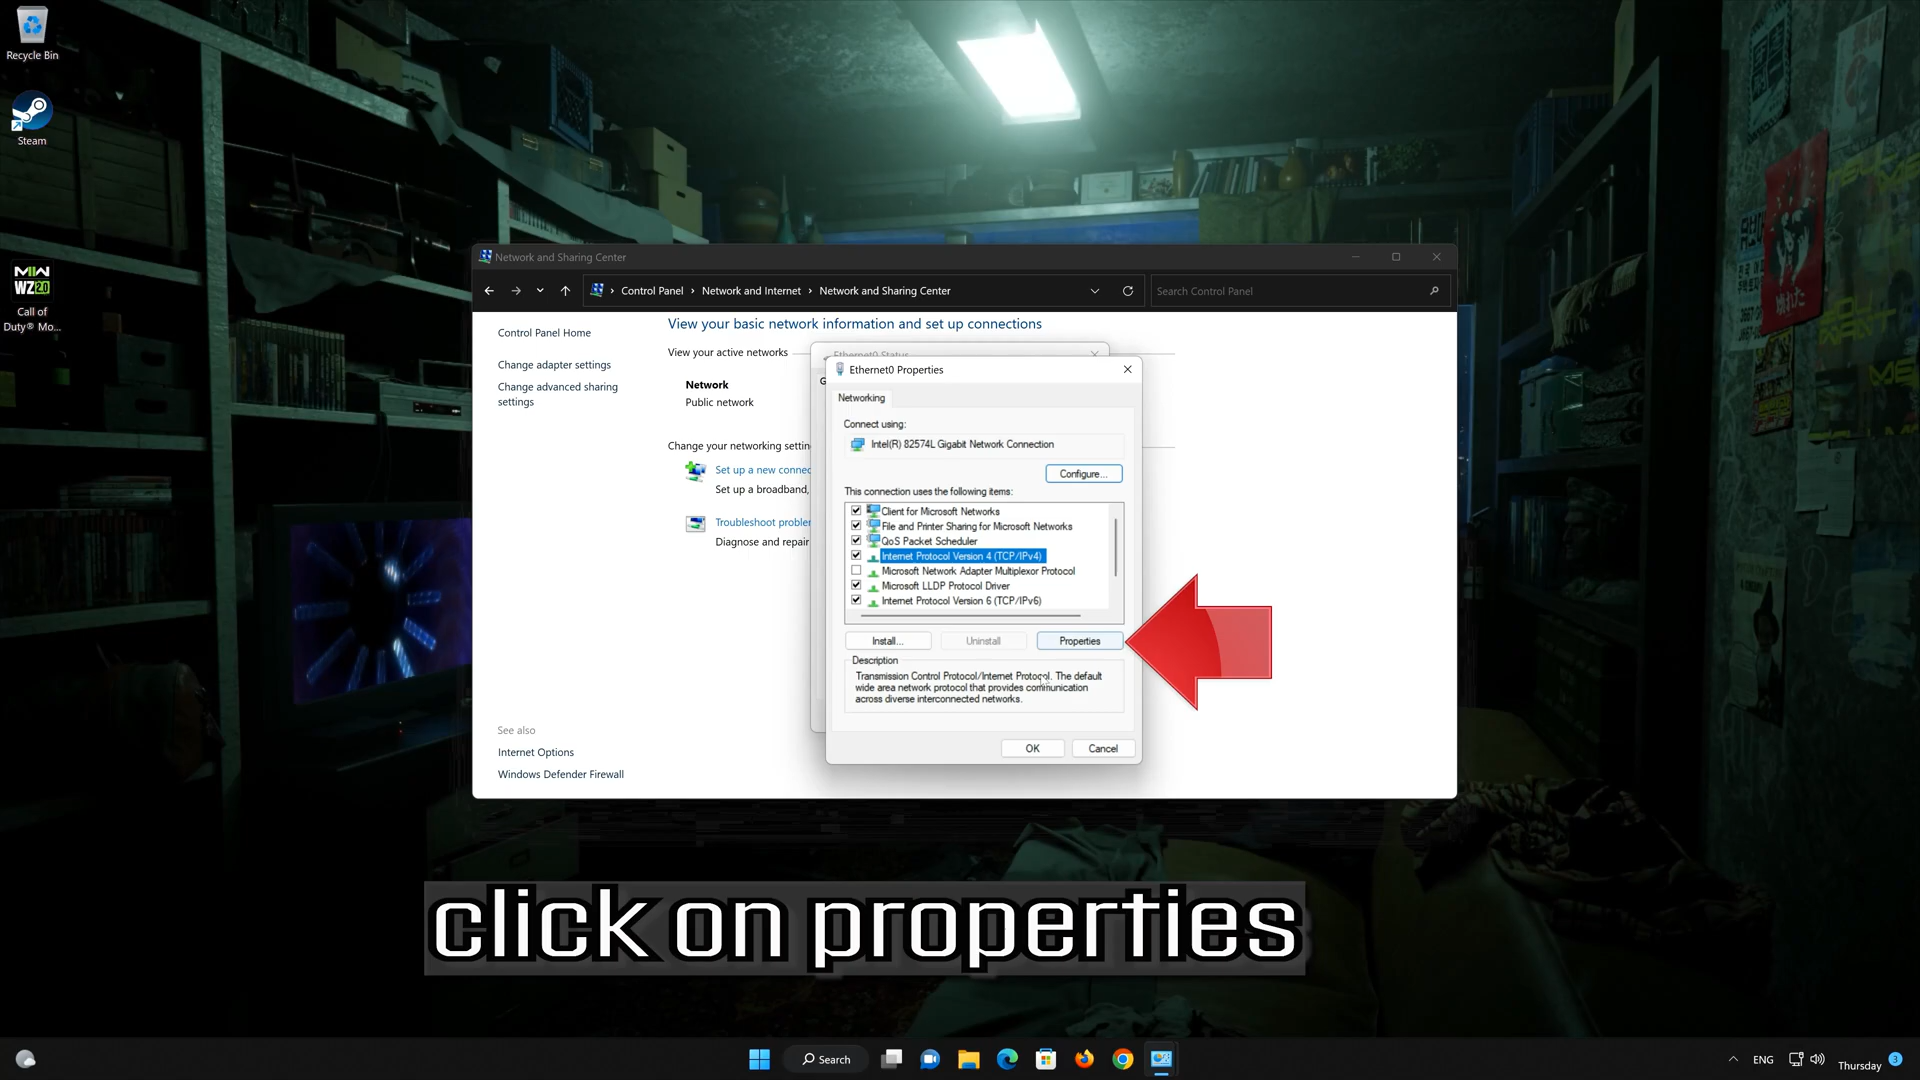 Recycle Bin
Steam
MW
WZ 2.0
Call of
Duty® Mo...
Network and Sharing Center
Control Panel › Network and Internet › Network and Sharing Center
Search Control Panel
Control Panel Home
Change adapter settings
Change advanced sharing
settings
See also
Internet Options
Windows Defender Firewall
View your basic network information and set up connections
View your active networks
Network
Public network
Change your networking settin
Set up a new connec
Set up a broadband,
Troubleshoot probler
Diagnose and repair
Ethernet0 Status
G
Ethernet0 Properties
Networking
Connect using:
Intel(R) 82574L Gigabit Network Connection
Configure...
This connection uses the following items:
Client for Microsoft Networks
File and Printer Sharing for Microsoft Networks
QoS Packet Scheduler
Internet Protocol Version 4 (TCP/IPv4)
Microsoft Network Adapter Multiplexor Protocol
Microsoft LLDP Protocol Driver
Internet Protocol Version 6 (TCP/IPv6)
Install...
Uninstall
Properties
Description
Transmission Control Protocol/Internet Protocol. The default
wide area network protocol that provides communication
across diverse interconnected networks.
OK
Cancel
click on properties
Search
ENG
Thursday
3